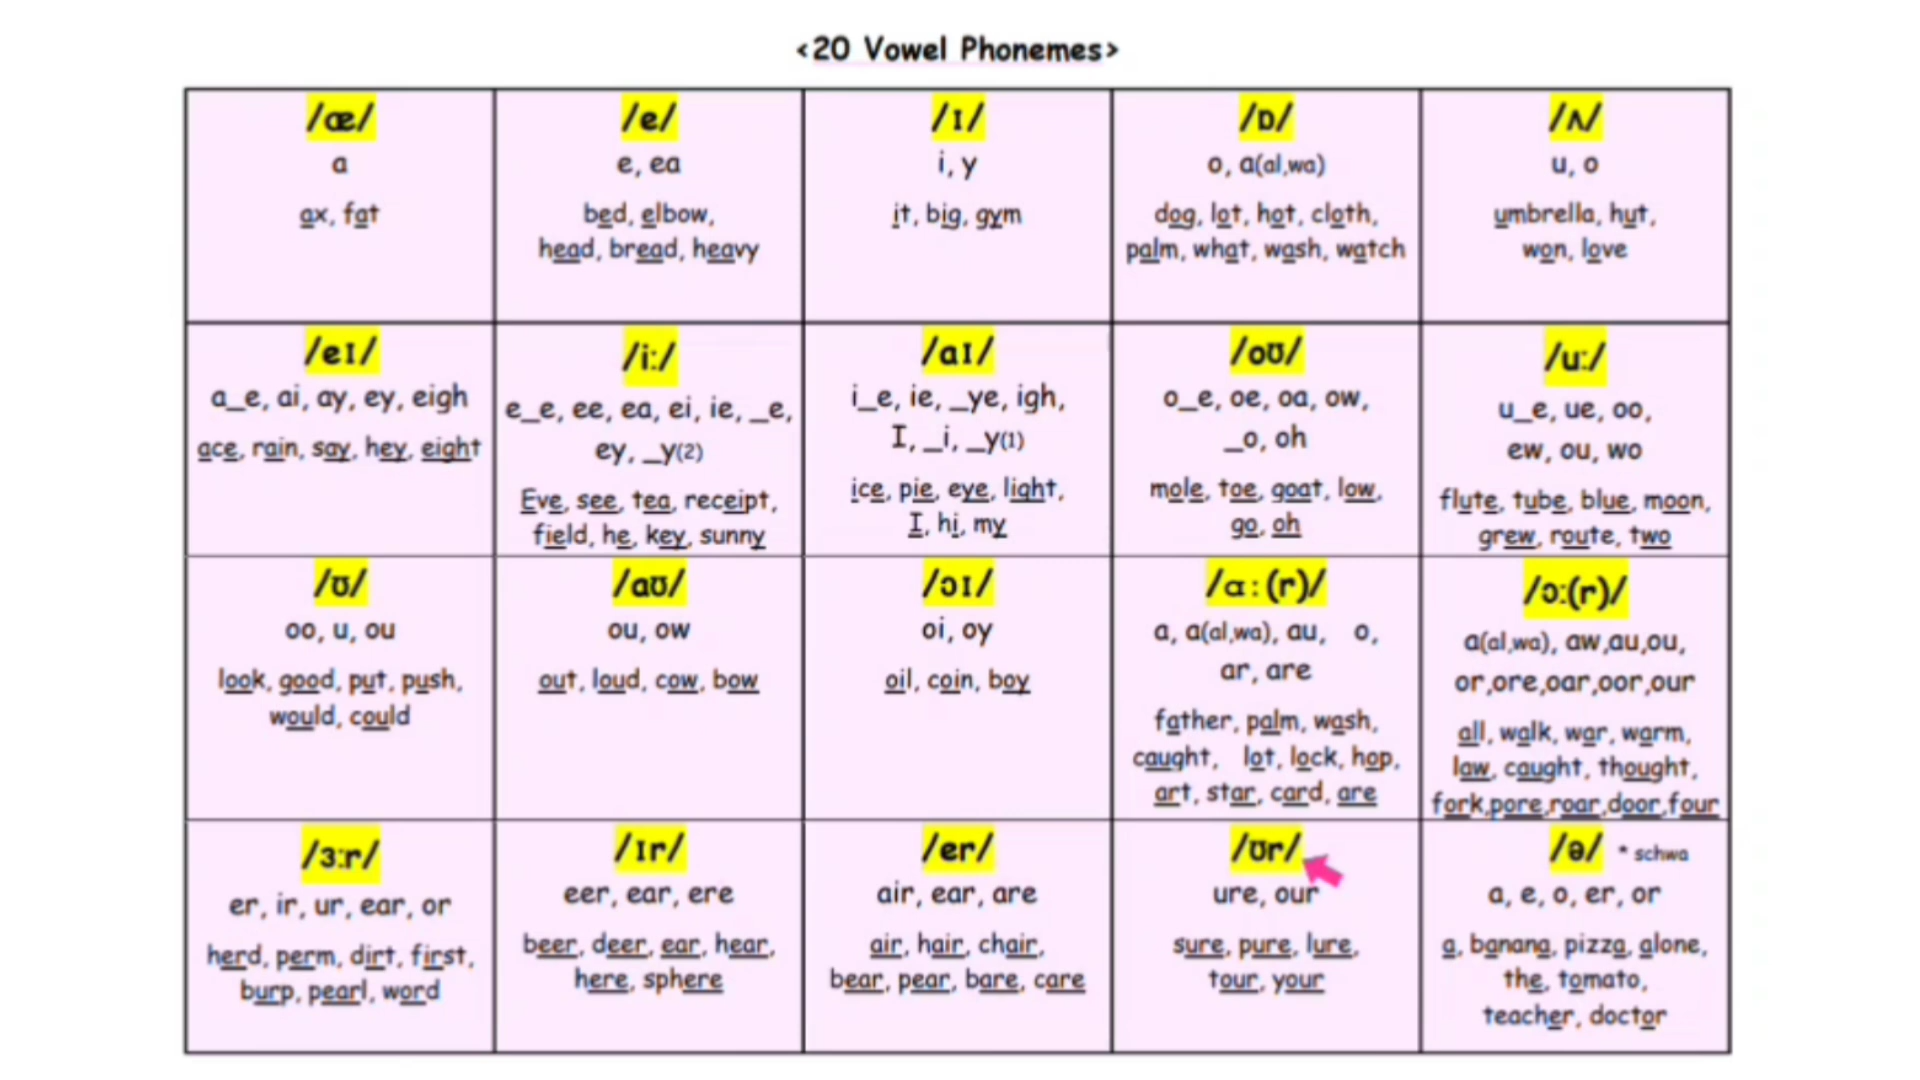 <20 Vowel Phonemes>
/æ/
a
ax, fat
/e/
e, ea
bed, elbow,
head, bread, heavy
/ɪ/
i, y
it, big, gym
/ɒ/
o, a(al,wa)
dog, lot, hot, cloth,
palm, what, wash, watch
/ʌ/
u, o
umbrella, hut,
won, love
/eɪ/
a_e, ai, ay, ey, eigh
ace, rain, say, hey, eight
/i:/
e_e, ee, ea, ei, ie, _e,
ey, _y(2)
Eve, see, tea, receipt,
field, he, key, sunny
/aɪ/
i_e, ie, _ye, igh,
I, _i, _y(1)
ice, pie, eye, light,
I, hi, my
/oʊ/
o_e, oe, oa, ow,
_o, oh
mole, toe, goat, low,
go, oh
/u:/
u_e, ue, oo,
ew, ou, wo
flute, tube, blue, moon,
grew, route, two
/ʊ/
oo, u, ou
look, good, put, push,
would, could
/aʊ/
ou, ow
out, loud, cow, bow
/ɔɪ/
oi, oy
oil, coin, boy
/ɑ:(r)/
a, a(al,wa), au, o,
ar, are
father, palm, wash,
caught, lot, lock, hop,
art, star, card, are
/ɔ:(r)/
a(al,wa), aw,au,ou,
or,ore,oar,oor,our
all, walk, war, warm,
law, caught, thought,
fork,pore,roar,door,four
/ɜ:r/
er, ir, ur, ear, or
herd, perm, dirt, first,
burp, pearl, word
/ɪr/
eer, ear, ere
beer, deer, ear, hear,
here, sphere
/er/
air, ear, are
air, hair, chair,
bear, pear, bare, care
/ʊr/
ure, our
sure, pure, lure,
tour, your
/ə/ * schwa
a, e, o, er, or
a, banana, pizza, alone,
the, tomato,
teacher, doctor